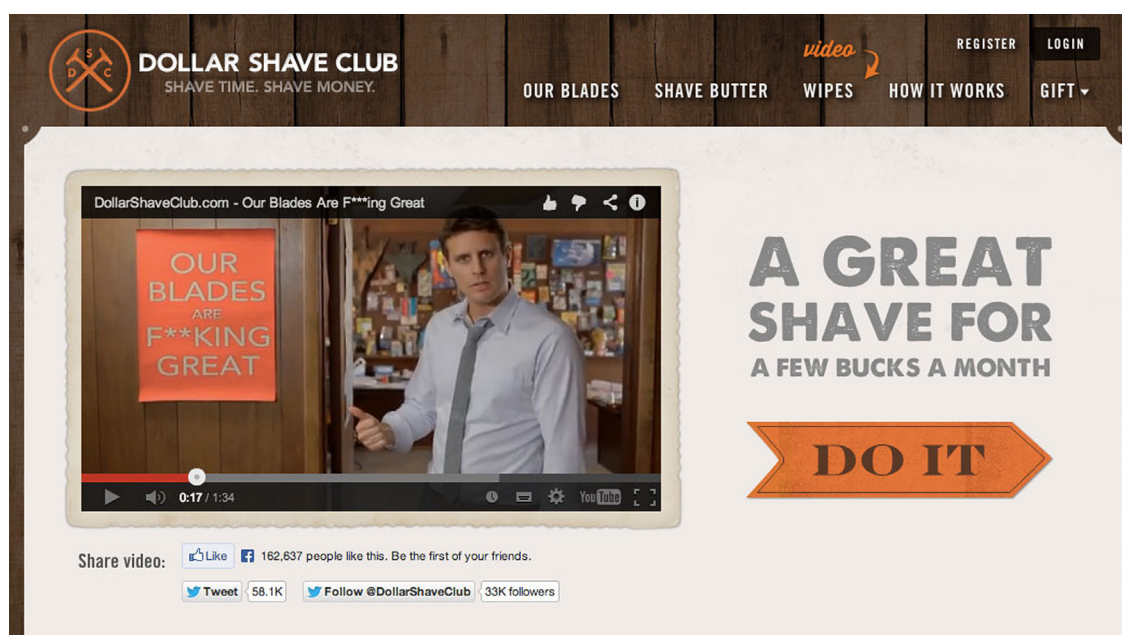 S
D C
DOLLAR SHAVE CLUB
SHAVE TIME. SHAVE MONEY.
video
REGISTER
LOGIN
OUR BLADES
SHAVE BUTTER
WIPES
HOW IT WORKS
GIFT
DollarShaveClub.com - Our Blades Are F***ing Great
OUR
BLADES
ARE
F**KING
GREAT
0:17 / 1:34
YouTube
A GREAT
SHAVE FOR
A FEW BUCKS A MONTH
DO IT
Share video:
Like
162,637 people like this. Be the first of your friends.
Tweet
58.1K
Follow @DollarShaveClub
33K followers